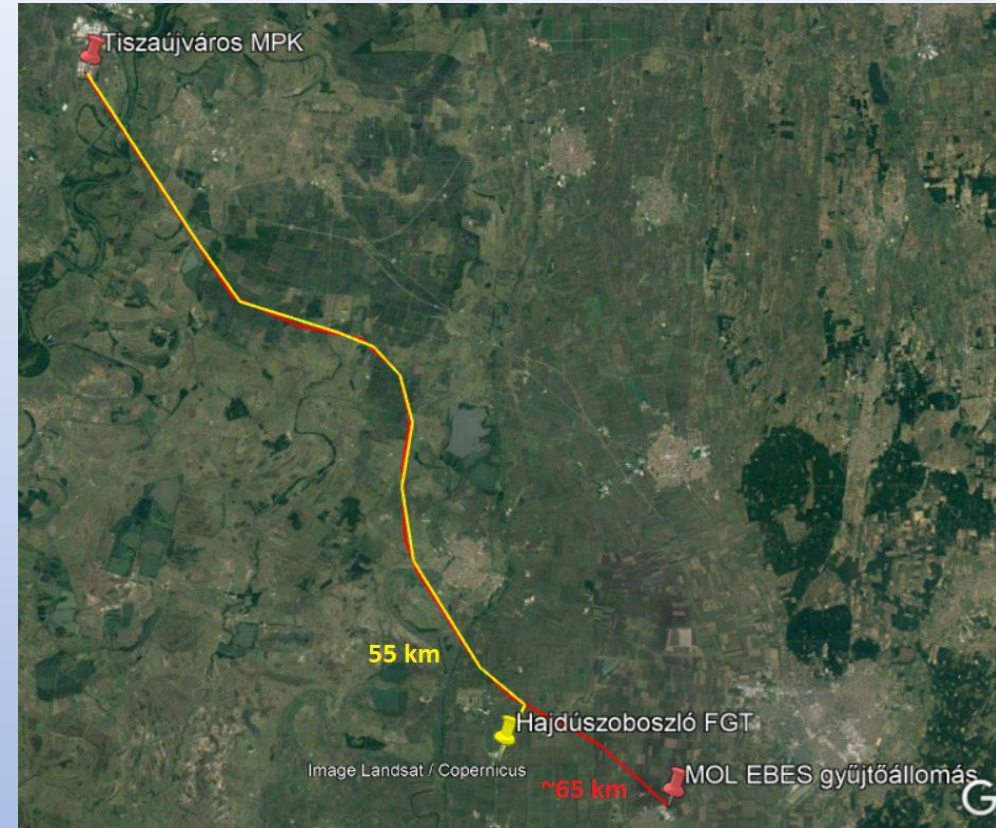 Tiszaújváros MPK
55 km
Hajdúszoboszló FGT
Image Landsat / Copernicus
~65 km
MOL EBES gyűjtőállomás
G